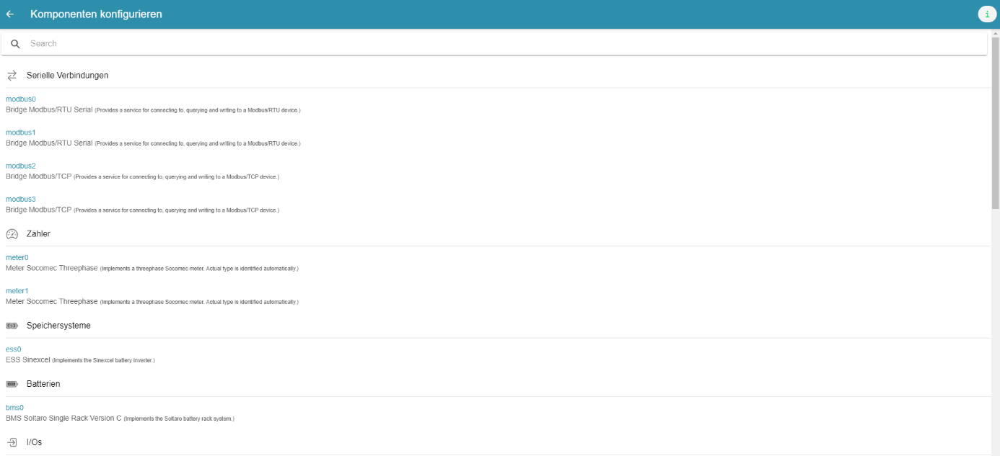 Komponenten konfigurieren
i
Search
Serielle Verbindungen
modbus0
Bridge Modbus/RTU Serial (Provides a service for connecting to, querying and writing to a Modbus/RTU device.)
modbus1
Bridge Modbus/RTU Serial (Provides a service for connecting to, querying and writing to a Modbus/RTU device.)
modbus2
Bridge Modbus/TCP (Provides a service for connecting to, querying and writing to a Modbus/TCP device.)
modbus3
Bridge Modbus/TCP (Provides a service for connecting to, querying and writing to a Modbus/TCP device.)
Zähler
meter0
Meter Socomec Threephase (Implements a threephase Socomec meter. Actual type is identified automatically.)
meter1
Meter Socomec Threephase (Implements a threephase Socomec meter. Actual type is identified automatically.)
Speichersysteme
ess0
ESS Sinexcel (Implements the Sinexcel battery inverter.)
Batterien
bms0
BMS Soltaro Single Rack Version C (Implements the Soltaro battery rack system.)
I/Os